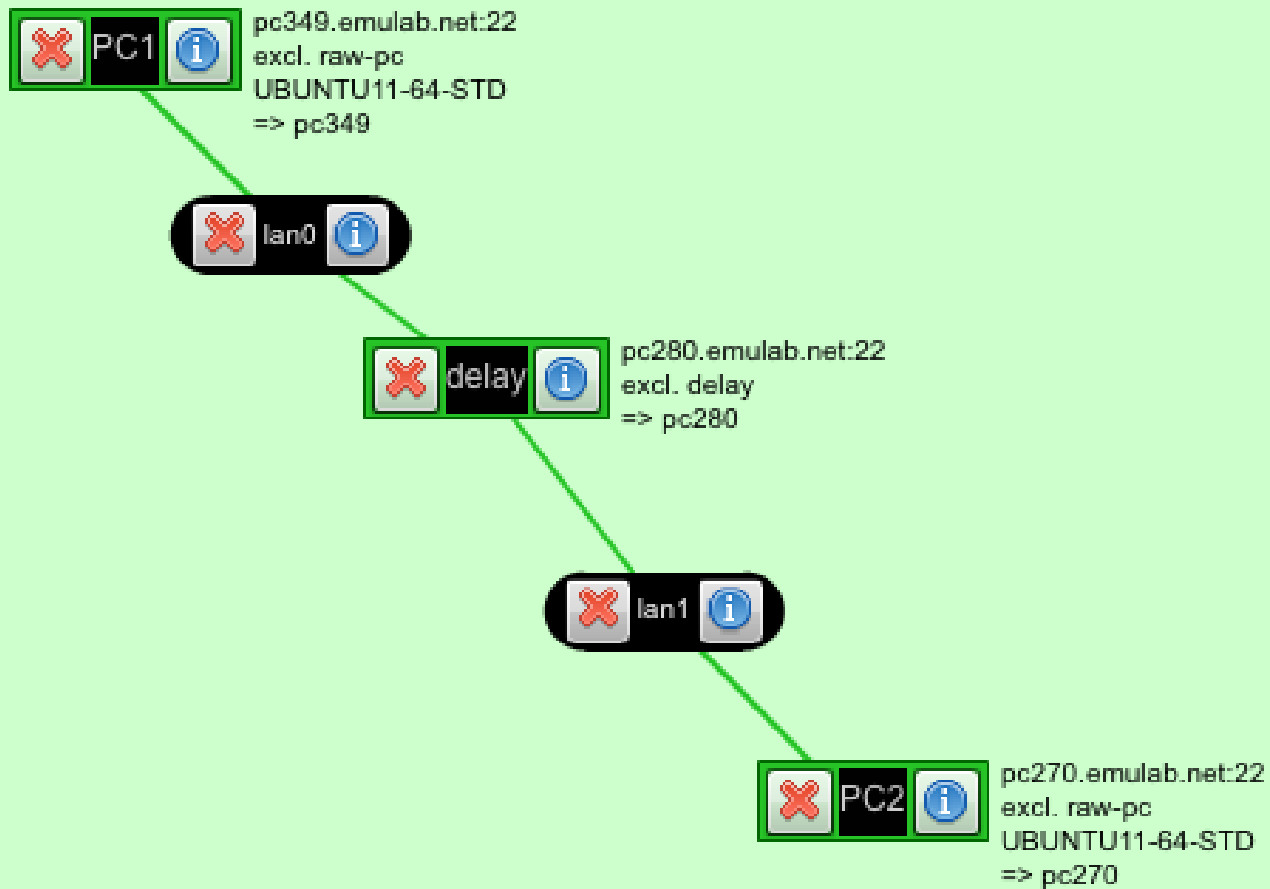 PC1
pc349.emulab.net:22
excl. raw-pc
UBUNTU11-64-STD
=> pc349
lan0
delay
pc280.emulab.net:22
excl. delay
=> pc280
lan1
PC2
pc270.emulab.net:22
excl. raw-pc
UBUNTU11-64-STD
=> pc270